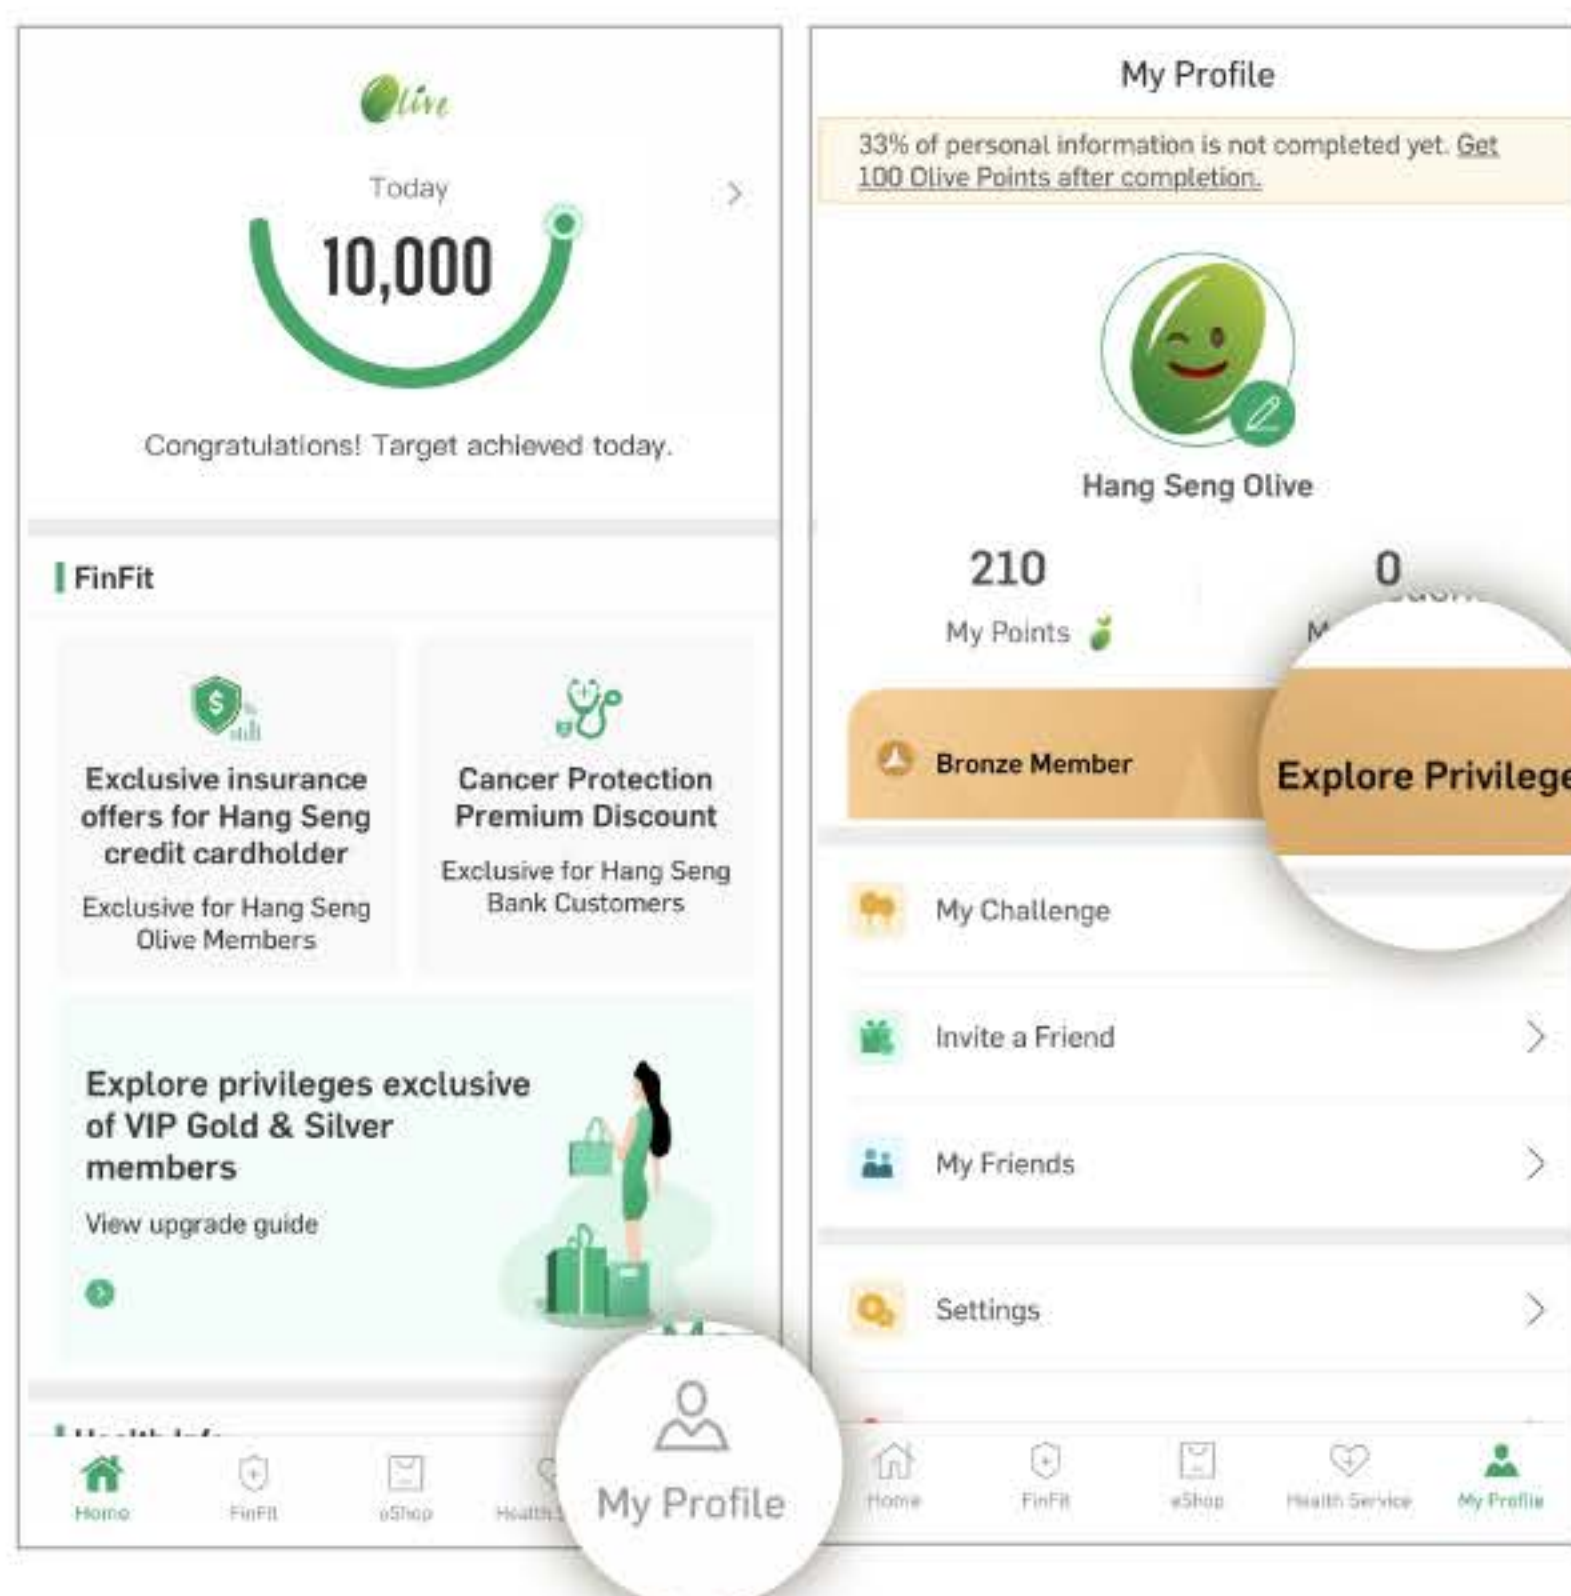 Olive
Today
10,000
Congratulations! Target achieved today.
FinFit
Exclusive insurance
offers for Hang Seng
credit cardholder
Exclusive for Hang Seng
Olive Members
Cancer Protection
Premium Discount
Exclusive for Hang Seng
Bank Customers
Explore privileges exclusive
of VIP Gold & Silver
members
View upgrade guide
Home
FinFit
eShop
Health
My Profile
My Profile
33% of personal information is not completed yet. Get
100 Olive Points after completion.
Hang Seng Olive
210
My Points
0
Bronze Member
Explore Privilege
My Challenge
Invite a Friend
My Friends
Settings
Home
FinFit
eShop
Health Service
My Profile